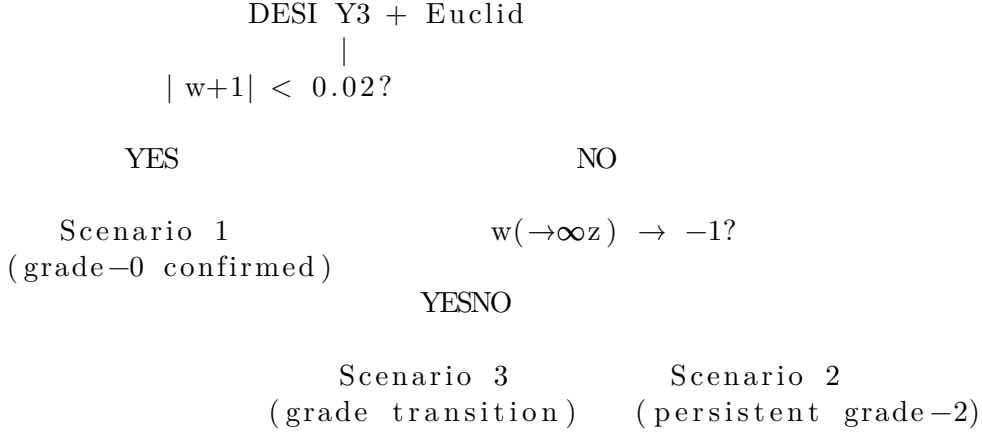 DESI Y3 + Euclid
|
| w+1| < 0.02?
YES NO
Scenario 1 w(→∞z) → −1?
(grade−0 confirmed)
YESNO
Scenario 3 Scenario 2
(grade transition) (persistent grade−2)